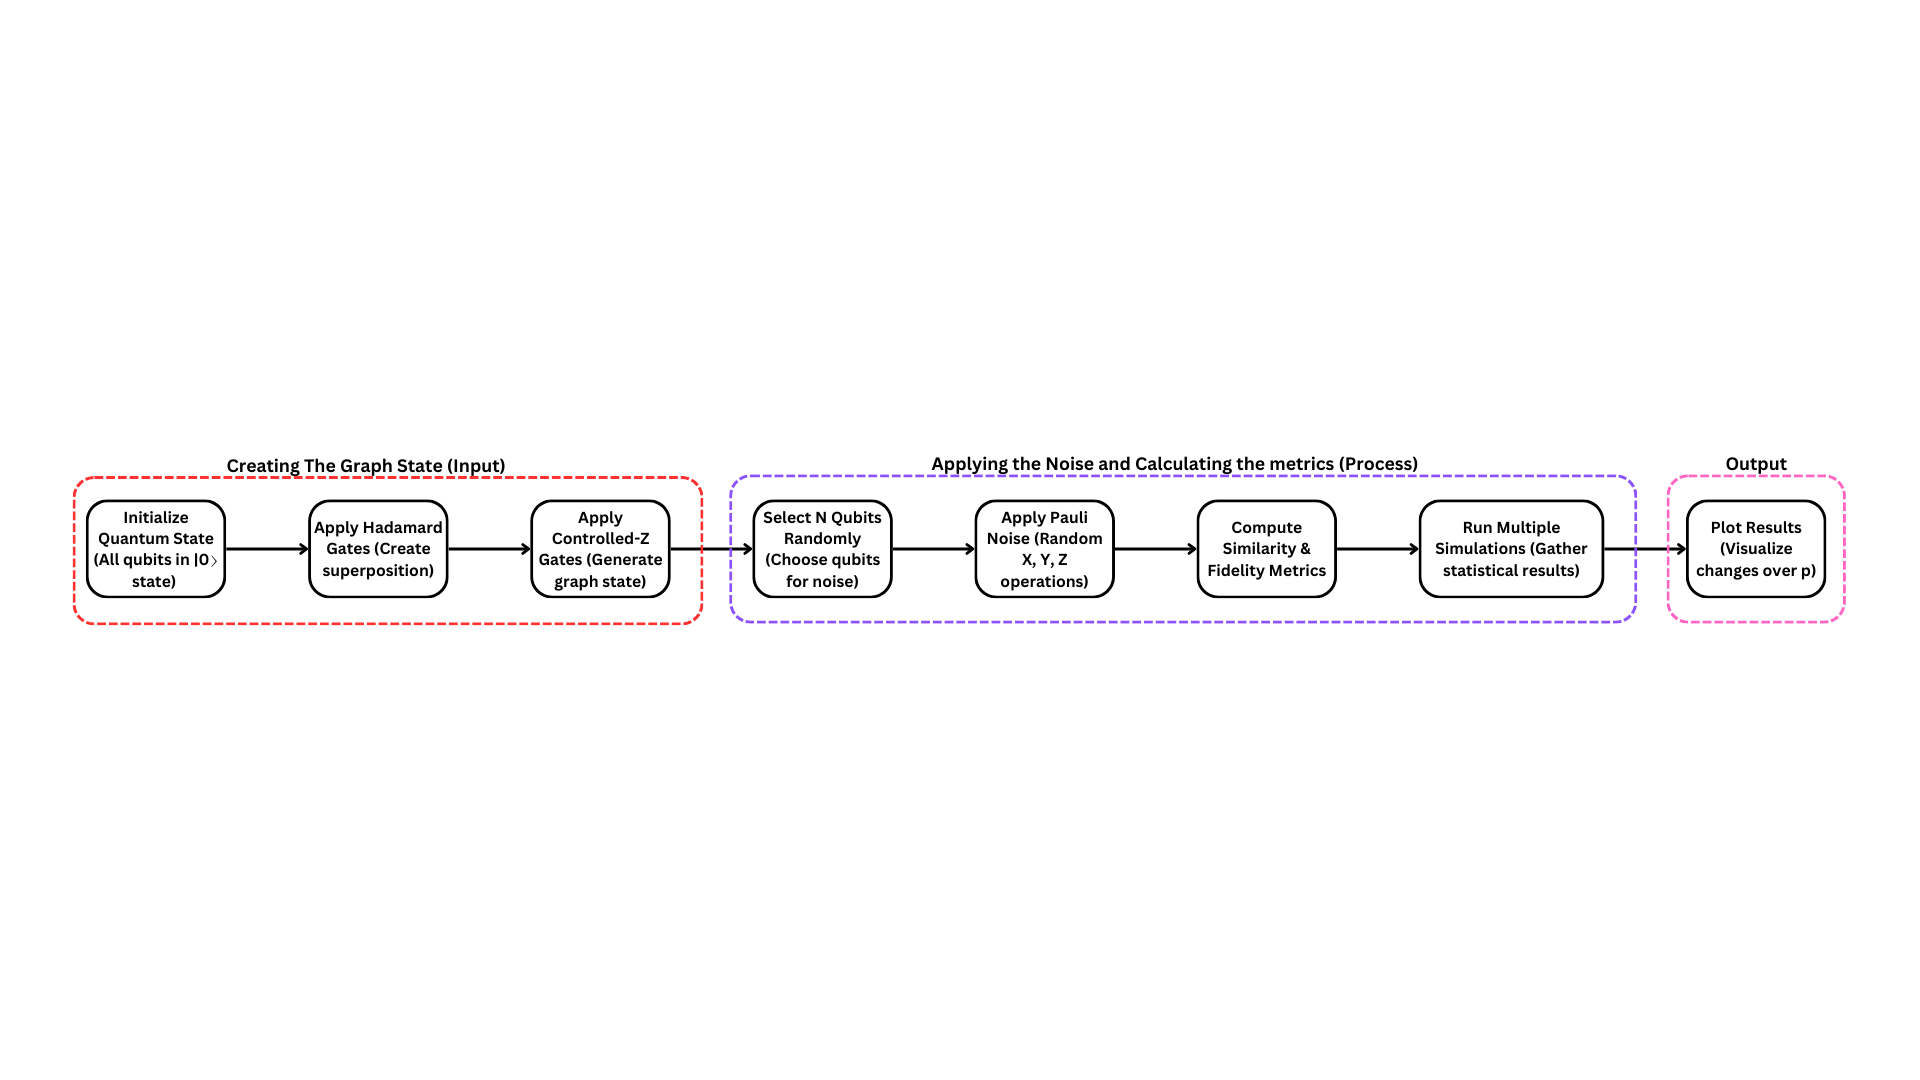 Creating The Graph State (Input)
Initialize
Quantum State
(All qubits in |0〉
state)
Apply Hadamard
Gates (Create
superposition)
Apply
Controlled-Z
Gates (Generate
graph state)
Applying the Noise and Calculating the metrics (Process)
Select N Qubits
Randomly
(Choose qubits
for noise)
Apply Pauli
Noise (Random
X, Y, Z
operations)
Compute
Similarity &
Fidelity Metrics
Run Multiple
Simulations (Gather
statistical results)
Output
Plot Results
(Visualize
changes over p)